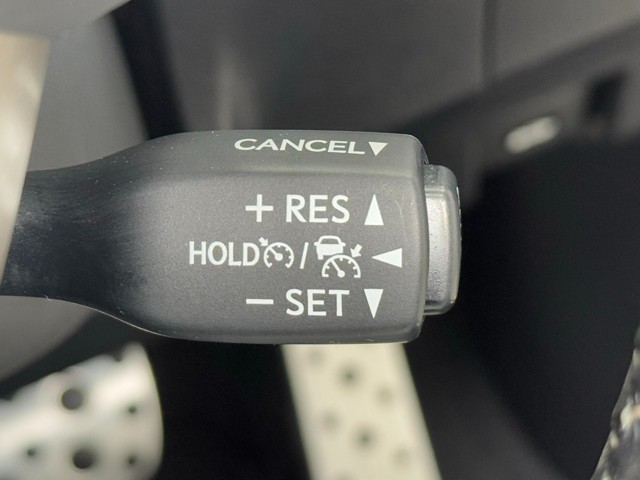 CANCEL▼
+ RES ▲
HOLD / ◀
− SET ▼